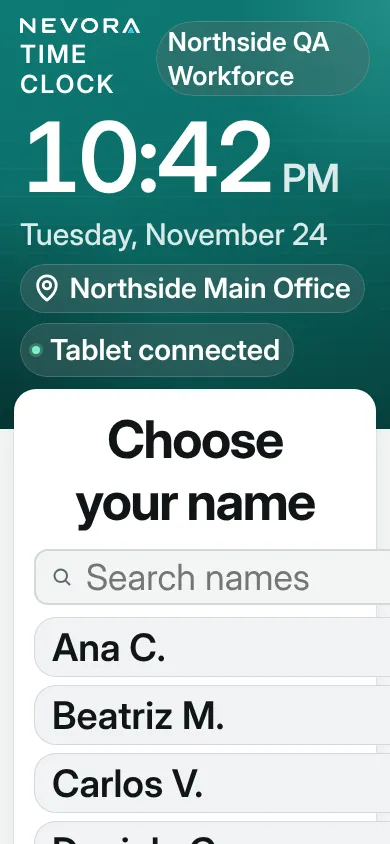 NEVORA
TIME
CLOCK
Northside QA
Workforce
10:42 PM
Tuesday, November 24
Northside Main Office
Tablet connected
Choose
your name
Search names
Ana C.
Beatriz M.
Carlos V.